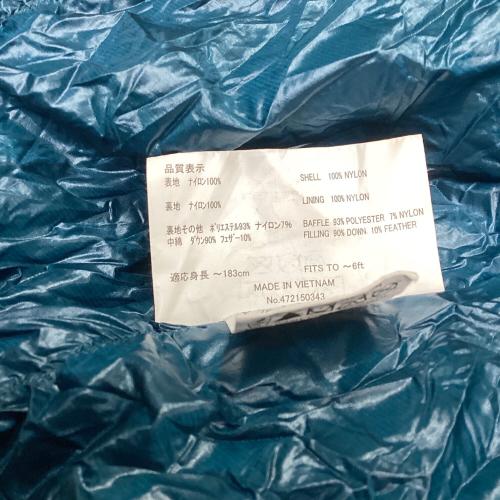 品質表示
表地 ナイロン100% SHELL 100% NYLON
裏地 ナイロン100% LINING 100% NYLON
裏地その他 ポリエステル93% ナイロン7% BAFFLE 93% POLYESTER 7% NYLON
中綿 ダウン90% フェザー10% FILLING 90% DOWN 10% FEATHER
適応身長 〜183cm FITS TO 〜6ft
MADE IN VIETNAM
No.472150343